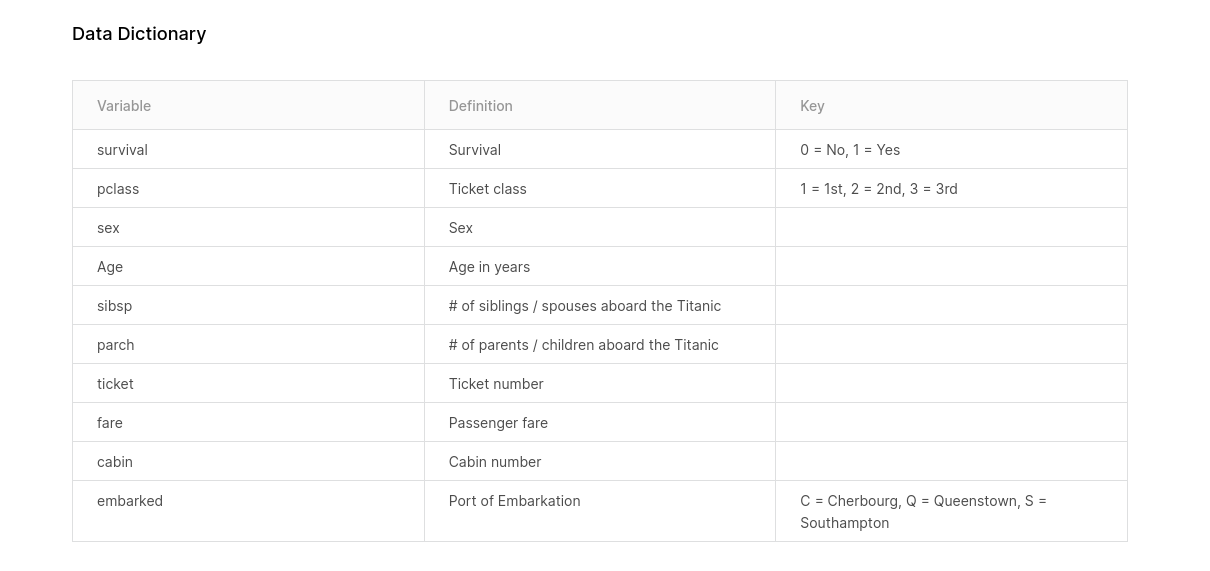 Data Dictionary
Variable Definition Key
survival Survival 0 = No, 1 = Yes
pclass Ticket class 1 = 1st, 2 = 2nd, 3 = 3rd
sex Sex
Age Age in years
sibsp # of siblings / spouses aboard the Titanic
parch # of parents / children aboard the Titanic
ticket Ticket number
fare Passenger fare
cabin Cabin number
embarked Port of Embarkation C = Cherbourg, Q = Queenstown, S =
Southampton